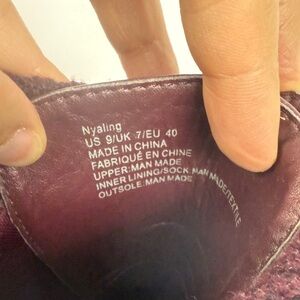 Nyaling
US 9/UK 7/EU 40
MADE IN CHINA
FABRIQUÉ EN CHINE
UPPER:MAN MADE
INNER LINING/SOCK:MAN MADE/TEXTILE
OUTSOLE:MAN MADE